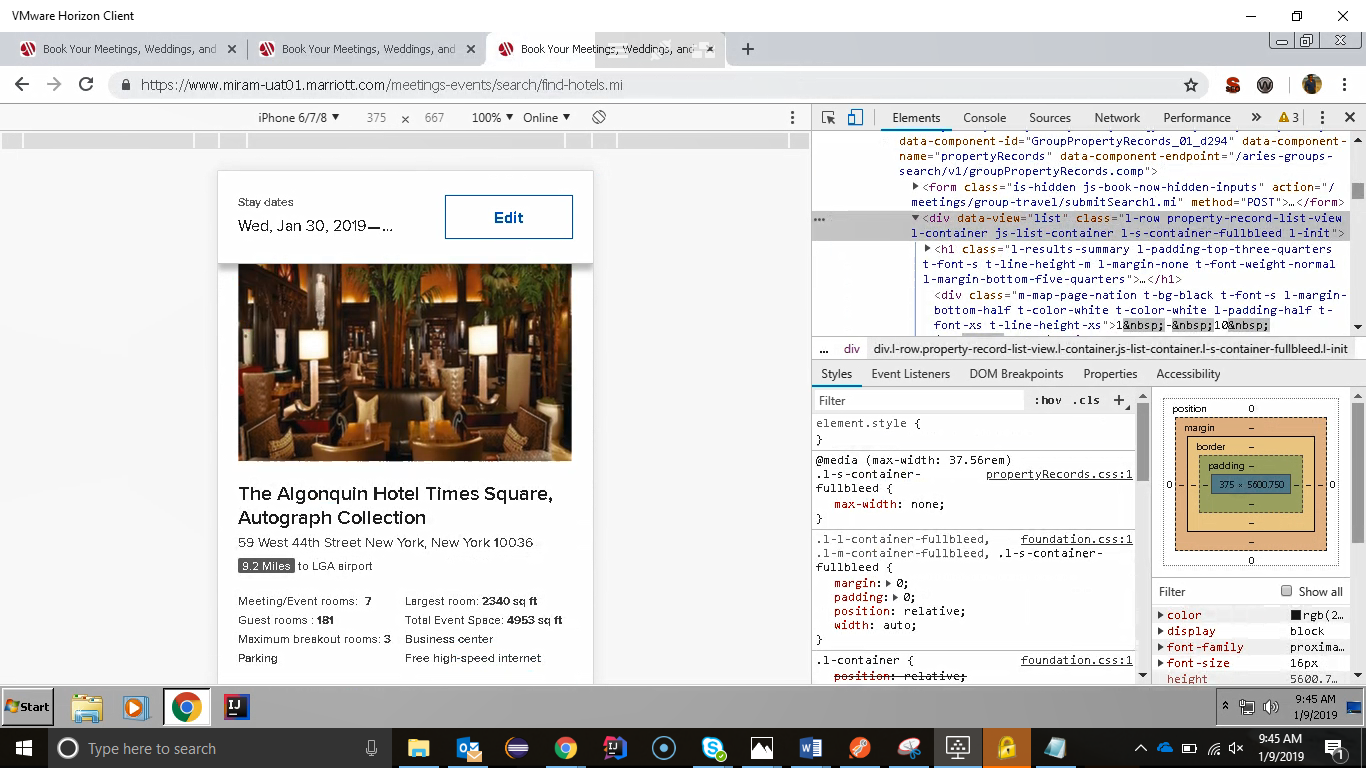 VMware Horizon Client
Book Your Meetings, Weddings, and
Book Your Meetings, Weddings, and
Book Your Meetings, Weddings, and
https://www.miram-uat01.marriott.com/meetings-events/search/find-hotels.mi
iPhone 6/7/8 ▼ 375 × 667 100% ▼ Online ▼
Stay dates
Wed, Jan 30, 2019—...
Edit
The Algonquin Hotel Times Square,
Autograph Collection
59 West 44th Street New York, New York 10036
9.2 Miles to LGA airport
Meeting/Event rooms: 7
Largest room: 2340 sq ft
Guest rooms : 181
Total Event Space: 4953 sq ft
Maximum breakout rooms: 3
Business center
Parking
Free high-speed internet
Elements Console Sources Network Performance » 3
data-component-id="GroupPropertyRecords_01_d294" data-component-
name="propertyRecords" data-component-endpoint="/aries-groups-
search/v1/groupPropertyRecords.comp">
<form class="is-hidden js-book-now-hidden-inputs" action="/
meetings/group-travel/submitSearch1.mi" method="POST">…</form>
<div data-view="list" class="l-row property-record-list-view
l-container js-list-container l-s-container-fullbleed l-init">
<h1 class="l-results-summary l-padding-top-three-quarters
t-font-s t-line-height-m l-margin-none t-font-weight-normal
l-margin-bottom-five-quarters">…</h1>
<div class="m-map-page-nation t-bg-black t-font-s l-margin-
bottom-half t-color-white t-color-white l-padding-half t-
font-xs t-line-height-xs">1&nbsp;-&nbsp;10&nbsp;
... div div.l-row.property-record-list-view.l-container.js-list-container.l-s-container-fullbleed.l-init
Styles Event Listeners DOM Breakpoints Properties Accessibility
Filter :hov .cls +
element.style {
}
@media (max-width: 37.56rem)
.l-s-container- propertyRecords.css:1
fullbleed {
max-width: none;
}
.l-l-container-fullbleed, foundation.css:1
.l-m-container-fullbleed, .l-s-container-
fullbleed {
margin: 0;
padding: 0;
position: relative;
width: auto;
}
.l-container { foundation.css:1
position: relative;
position 0
margin –
border –
padding –
0 – – – 375 × 5600.750 – – – 0
–
–
–
0
Filter Show all
color rgb(2…
display block
font-family proxima…
font-size 16px
height 5600.7…
Start
9:45 AM
1/9/2019
Type here to search
9:45 AM
1/9/2019
1